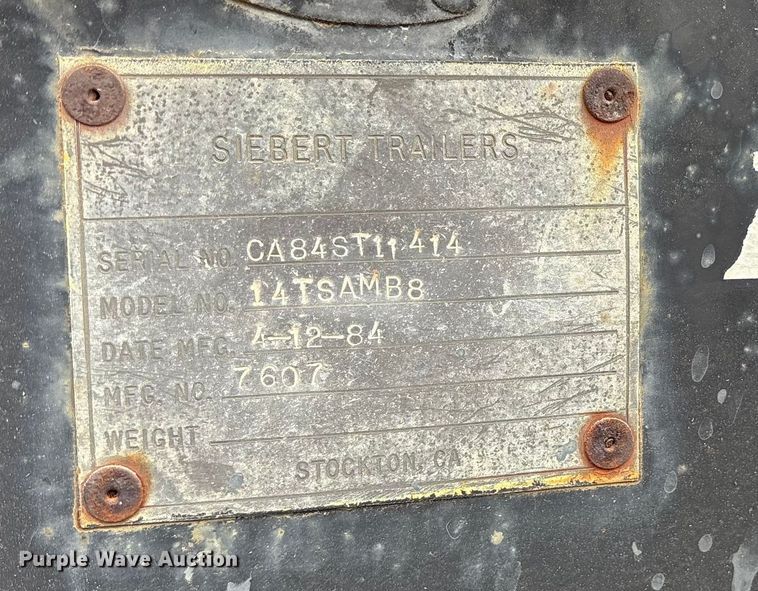 SIEBERT TRAILERS
SERIAL NO. CA84ST11414
MODEL NO. 14TSAMB8
DATE MFG. 4-12-84
MFG. NO. 7607
WEIGHT
STOCKTON, CA
Purple Wave Auction